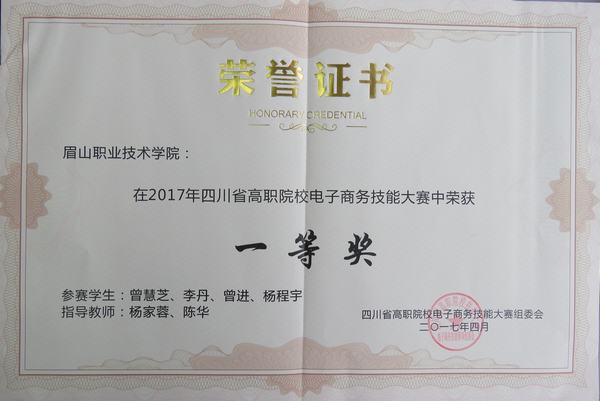 荣誉证书
HONORARY CREDENTIAL
眉山职业技术学院：
在2017年四川省高职院校电子商务技能大赛中荣获
一等奖
参赛学生：曾慧芝、李丹、曾进、杨程宇
指导教师：杨家蓉、陈华
四川省高职院校电子商务技能大赛组委会
二〇一七年四月